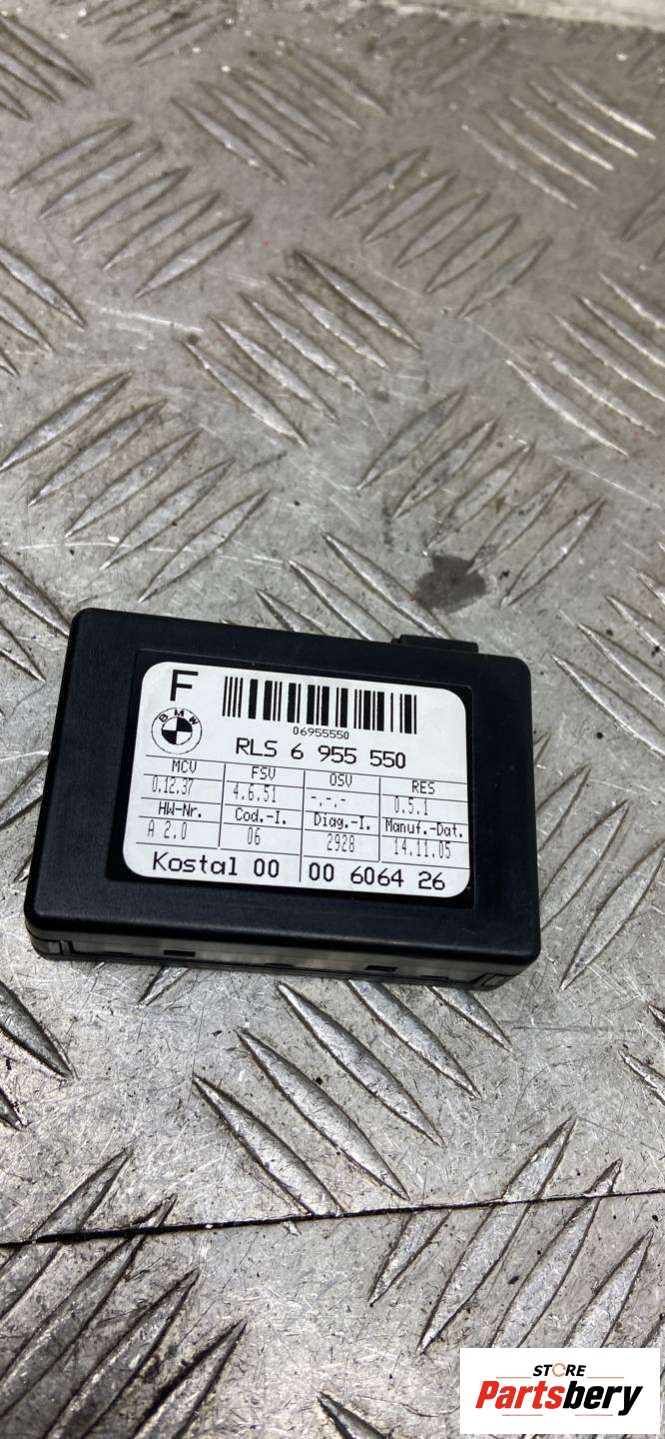 F
BMW
06955550
RLS 6 955 550
MCV FSV OSV RES
0.12.37 4.6.51 -.-.- 0.5.1
HW-Nr. Cod.-I. Diag.-I. Manuf.-Dat.
A 2.0 06 2928 14.11.05
Kostal 00 00 6064 26
STORE
Partsbery